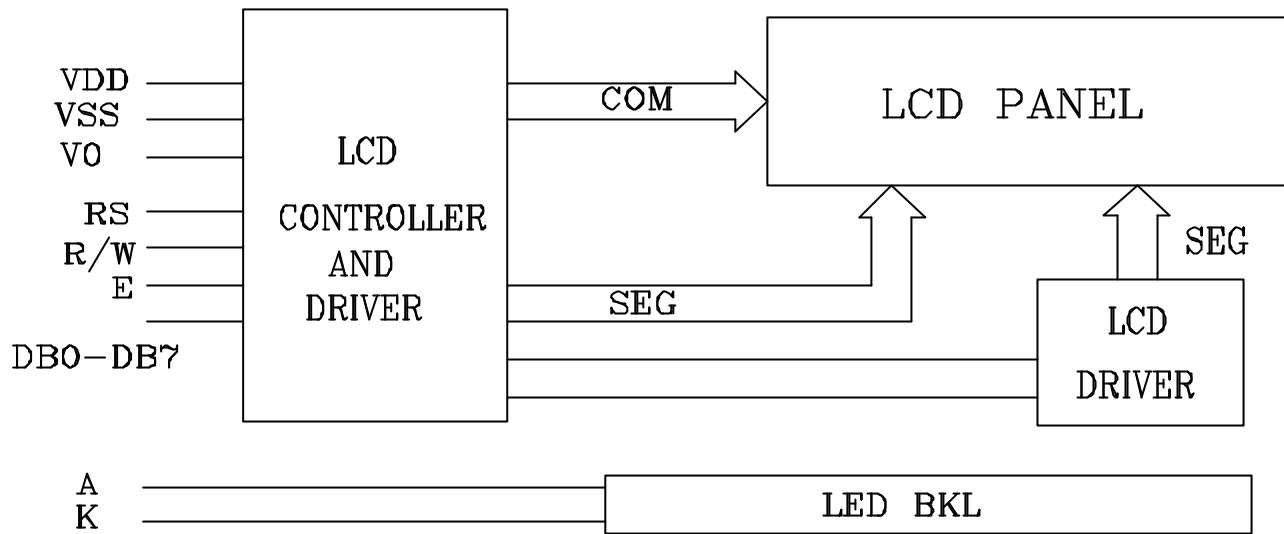 VDD
VSS
V0
RS
R/W
E
DB0-DB7
LCD
CONTROLLER
AND
DRIVER
COM
SEG
LCD PANEL
SEG
LCD
DRIVER
A
K
LED BKL